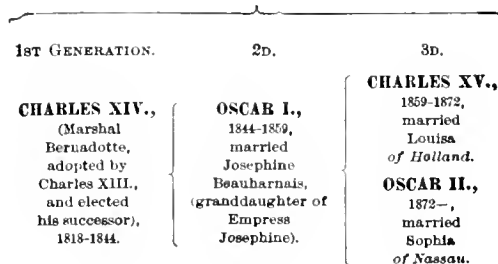 1ST GENERATION.
2D.
3D.
CHARLES XIV.,
(Marshal
Bernadotte,
adopted by
Charles XIII.,
and elected
his successor),
1818-1844.
OSCAR I.,
1844-1859,
married
Josephine
Beauharnais,
(granddaughter of
Empress
Josephine).
CHARLES XV.,
1859-1872,
married
Louisa
of Holland.
OSCAR II.,
1872-,
married
Sophia
of Nassau.